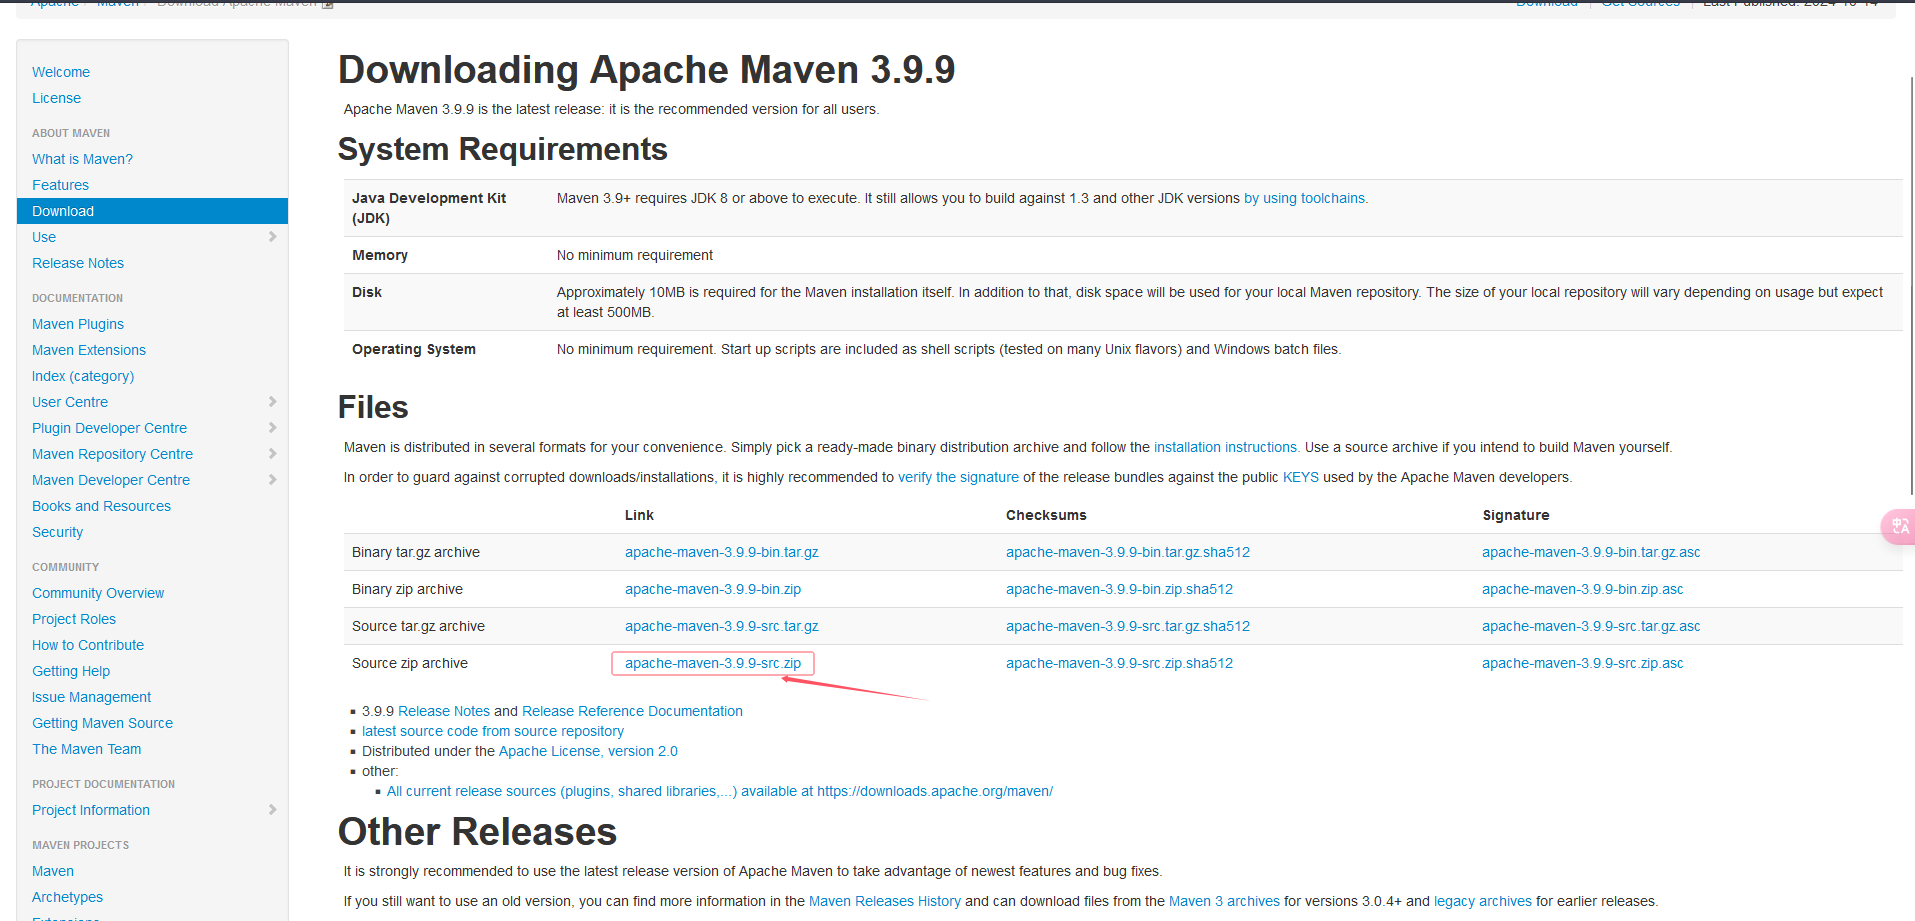 Apache Maven Download Apache Maven
Download Get Sources Last Published: 2024-10-14
Welcome
License
ABOUT MAVEN
What is Maven?
Features
Download
Use
Release Notes
DOCUMENTATION
Maven Plugins
Maven Extensions
Index (category)
User Centre
Plugin Developer Centre
Maven Repository Centre
Maven Developer Centre
Books and Resources
Security
COMMUNITY
Community Overview
Project Roles
How to Contribute
Getting Help
Issue Management
Getting Maven Source
The Maven Team
PROJECT DOCUMENTATION
Project Information
MAVEN PROJECTS
Maven
Archetypes
Extensions
Downloading Apache Maven 3.9.9
Apache Maven 3.9.9 is the latest release: it is the recommended version for all users.
System Requirements
Java Development Kit Maven 3.9+ requires JDK 8 or above to execute. It still allows you to build against 1.3 and other JDK versions by using toolchains.
(JDK)
Memory No minimum requirement
Disk Approximately 10MB is required for the Maven installation itself. In addition to that, disk space will be used for your local Maven repository. The size of your local repository will vary depending on usage but expect
at least 500MB.
Operating System No minimum requirement. Start up scripts are included as shell scripts (tested on many Unix flavors) and Windows batch files.
Files
Maven is distributed in several formats for your convenience. Simply pick a ready-made binary distribution archive and follow the installation instructions. Use a source archive if you intend to build Maven yourself.
In order to guard against corrupted downloads/installations, it is highly recommended to verify the signature of the release bundles against the public KEYS used by the Apache Maven developers.
Link Checksums Signature
Binary tar.gz archive apache-maven-3.9.9-bin.tar.gz apache-maven-3.9.9-bin.tar.gz.sha512 apache-maven-3.9.9-bin.tar.gz.asc
Binary zip archive apache-maven-3.9.9-bin.zip apache-maven-3.9.9-bin.zip.sha512 apache-maven-3.9.9-bin.zip.asc
Source tar.gz archive apache-maven-3.9.9-src.tar.gz apache-maven-3.9.9-src.tar.gz.sha512 apache-maven-3.9.9-src.tar.gz.asc
Source zip archive apache-maven-3.9.9-src.zip apache-maven-3.9.9-src.zip.sha512 apache-maven-3.9.9-src.zip.asc
3.9.9 Release Notes and Release Reference Documentation
latest source code from source repository
Distributed under the Apache License, version 2.0
other:
All current release sources (plugins, shared libraries,...) available at https://downloads.apache.org/maven/
Other Releases
It is strongly recommended to use the latest release version of Apache Maven to take advantage of newest features and bug fixes.
If you still want to use an old version, you can find more information in the Maven Releases History and can download files from the Maven 3 archives for versions 3.0.4+ and legacy archives for earlier releases.
中A